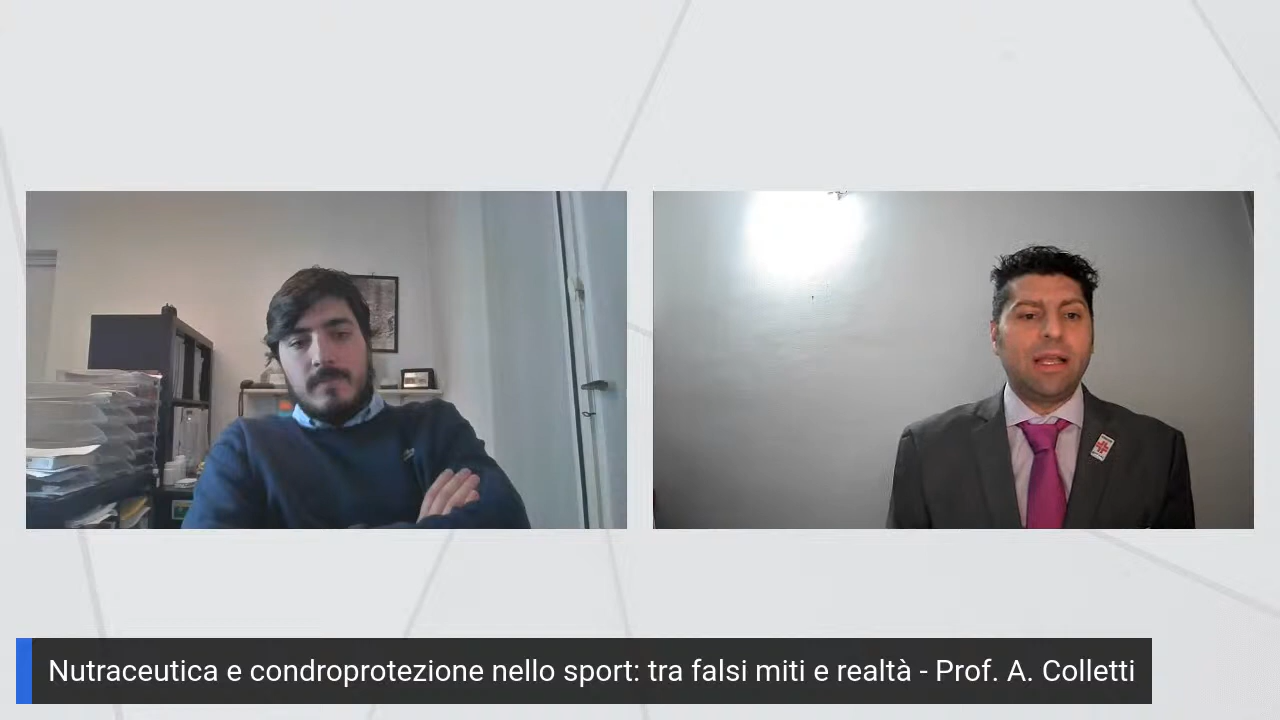 Nutraceutica e condroprotezione nello sport: tra falsi miti e realtà - Prof. A. Colletti